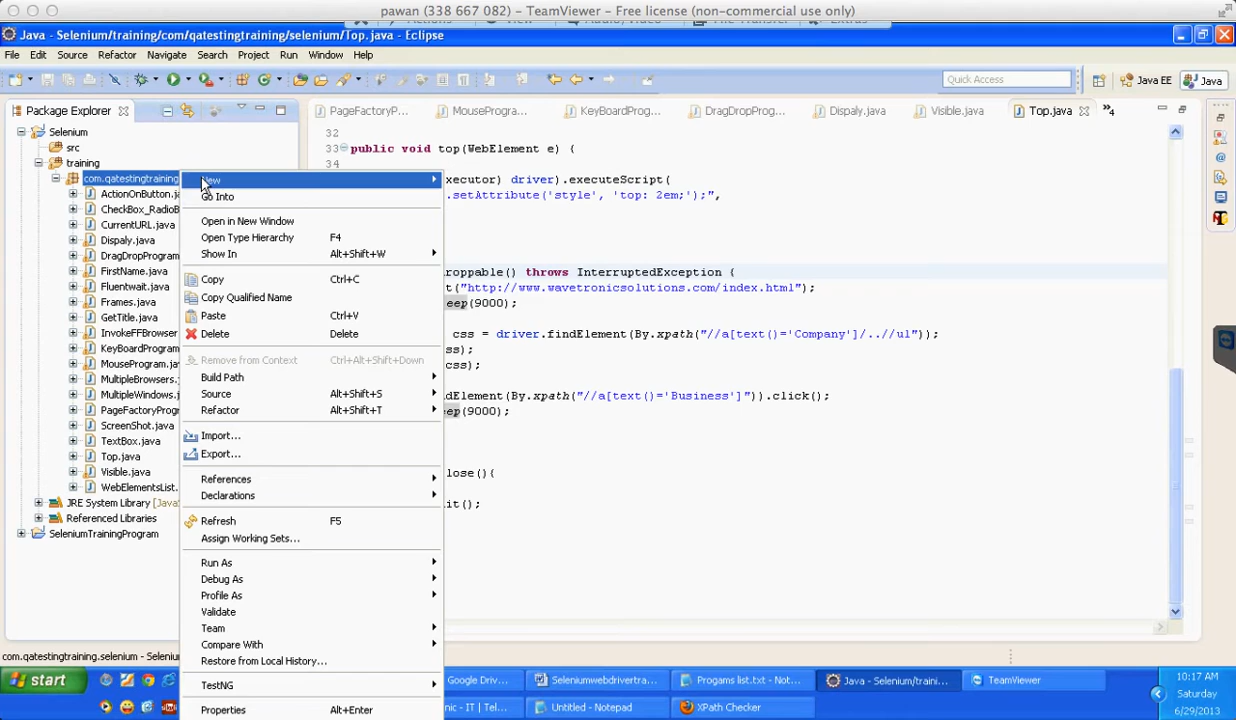 pawan (338 667 082) - TeamViewer - Free license (non-commercial use only)
Java - Selenium/training/com/qatestingtraining/selenium/Top.java - Eclipse
File Edit Source Refactor Navigate Search Project Run Window Help
Quick Access
Java EE
Java
Package Explorer
PageFactoryP...
MouseProgra...
KeyBoardProg...
DragDropProg...
Dispaly.java
Visible.java
Top.java
4
Selenium
src
training
com.qatestingtraining
ActionOnButton.ja
CheckBox_RadioB
CurrentURL.java
Dispaly.java
DragDropProgram
FirstName.java
Fluentwait.java
Frames.java
GetTitle.java
InvokeFFBrowser
KeyBoardProgram
MouseProgram.j
MultipleBrowsers.
MultipleWindows.j
PageFactoryProg
ScreenShot.java
TextBox.java
Top.java
Visible.java
WebElementsList.
JRE System Library [JavaS
Referenced Libraries
SeleniumTrainingProgram
New
Go Into
Open in New Window
Open Type Hierarchy F4
Show In Alt+Shift+W
Copy Ctrl+C
Copy Qualified Name
Paste Ctrl+V
Delete Delete
Remove from Context Ctrl+Alt+Shift+Down
Build Path
Source Alt+Shift+S
Refactor Alt+Shift+T
Import...
Export...
References
Declarations
Refresh F5
Assign Working Sets...
Run As
Debug As
Profile As
Validate
Team
Compare With
Restore from Local History...
TestNG
Properties Alt+Enter
32
33 public void top(WebElement e) {
34
executor) driver).executeScript(
.setAttribute('style', 'top: 2em;');",
roppable() throws InterruptedException {
t("http://www.wavetronicsolutions.com/index.html");
eep(9000);
css = driver.findElement(By.xpath("//a[text()='Company']/..//ul"));
ss);
css);
ndElement(By.xpath("//a[text()='Business']")).click();
eep(9000);
lose(){
it();
com.qatestingtraining.selenium - Seleniu
start
Google Driv...
Seleniumwebdrivertra...
Progams list.txt - Not...
Java - Selenium/traini...
TeamViewer
nic - IT | Tel...
Untitled - Notepad
XPath Checker
10:17 AM
Saturday
6/29/2013